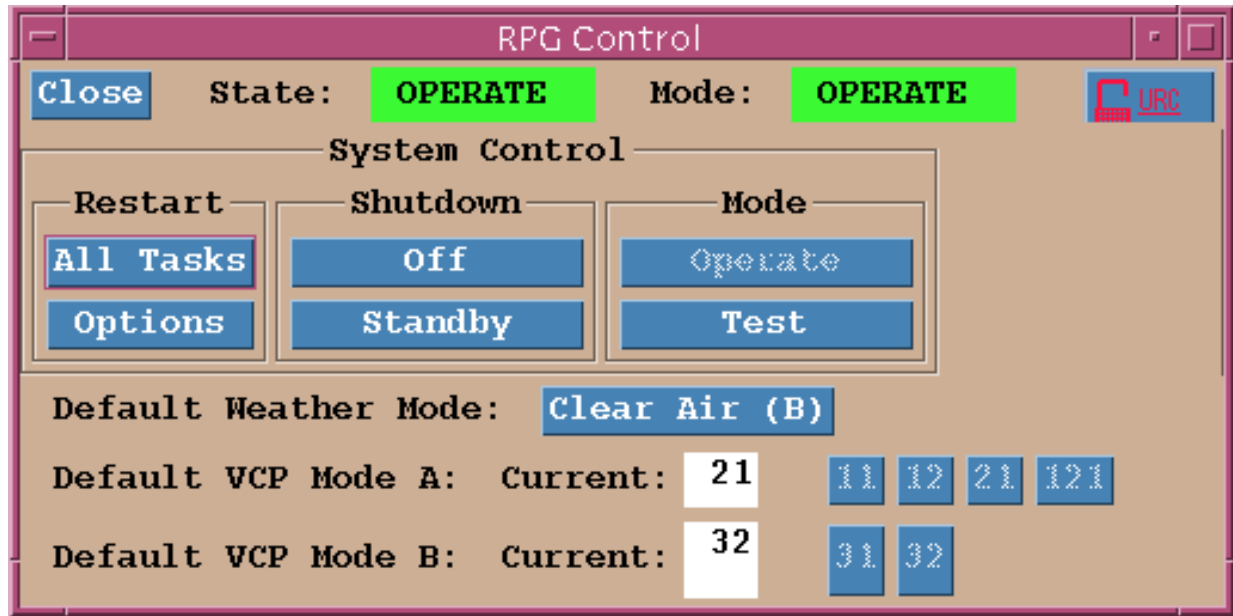 RPG Control
Close State: OPERATE Mode: OPERATE URC
System Control
Restart Shutdown Mode
All Tasks Off Operate
Options Standby Test
Default Weather Mode: Clear Air (B)
Default VCP Mode A: Current: 21 11 12 21 121
Default VCP Mode B: Current: 32 31 32